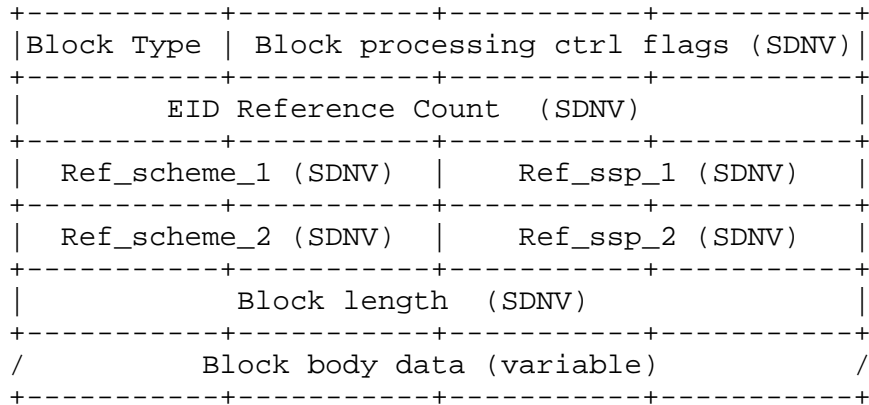 +-----------+-----------+-----------+-----------+
|Block Type | Block processing ctrl flags (SDNV)|
+-----------+-----------+-----------+-----------+
|        EID Reference Count  (SDNV)            |
+-----------+-----------+-----------+-----------+
|  Ref_scheme_1 (SDNV)  |    Ref_ssp_1 (SDNV)   |
+-----------+-----------+-----------+-----------+
|  Ref_scheme_2 (SDNV)  |    Ref_ssp_2 (SDNV)   |
+-----------+-----------+-----------+-----------+
|            Block length  (SDNV)               |
+-----------+-----------+-----------+-----------+
/          Block body data (variable)           /
+-----------+-----------+-----------+-----------+